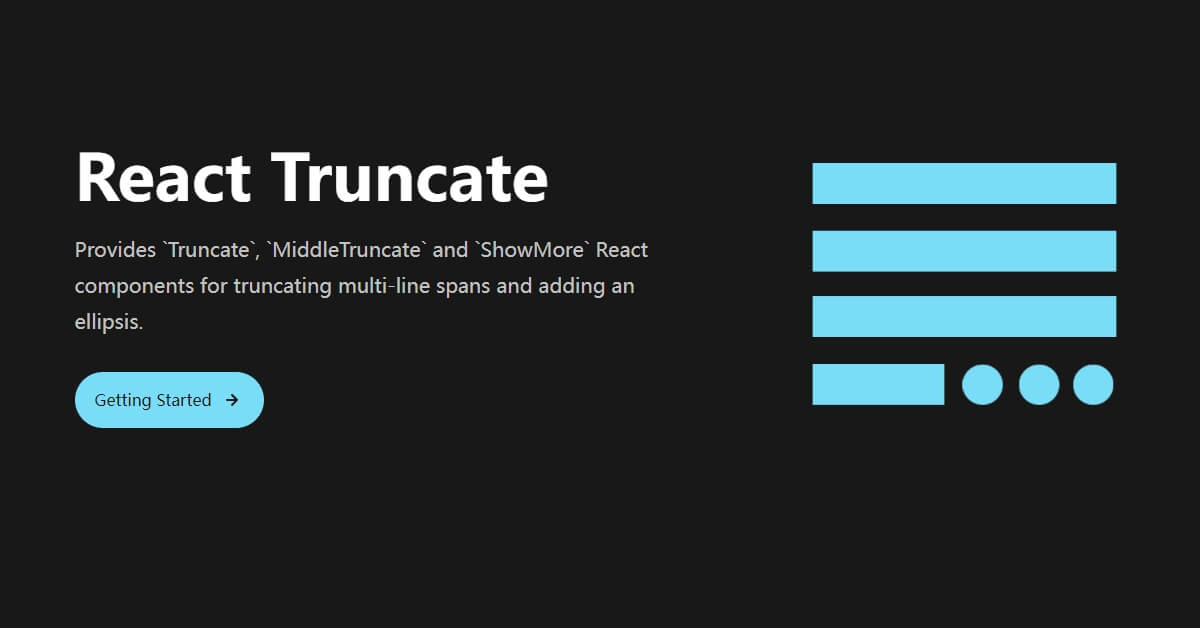 React Truncate
Provides `Truncate`, `MiddleTruncate` and `ShowMore` React
components for truncating multi-line spans and adding an
ellipsis.
Getting Started →